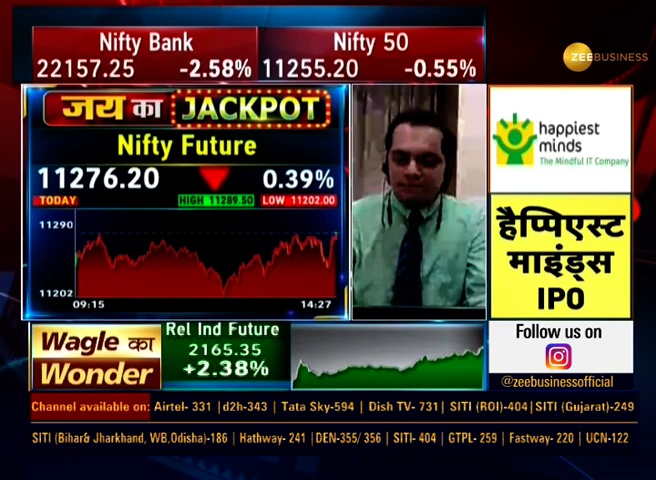 Nifty Bank
22157.25 -2.58%
Nifty 50
11255.20 -0.55%
ZEE BUSINESS
जय का JACKPOT
Nifty Future
11276.20 0.39%
TODAY HIGH 11289.50 LOW 11202.00
11290
11202
09:15 14:27
happiest
minds
The Mindful IT Company
हैप्पिएस्ट
माइंड्स
IPO
Wagle का
Wonder
Rel Ind Future
2165.35
+2.38%
Follow us on
@zeebusinessofficial
Channel available on: Airtel- 331 | d2h-343 | Tata Sky-594 | Dish TV- 731 | SITI (ROI)-404 | SITI (Gujarat)-249
SITI (Bihar& Jharkhand, WB,Odisha)-186 | Hathway- 241 |DEN-355/ 356 | SITI- 404 | GTPL- 259 | Fastway- 220 | UCN-122